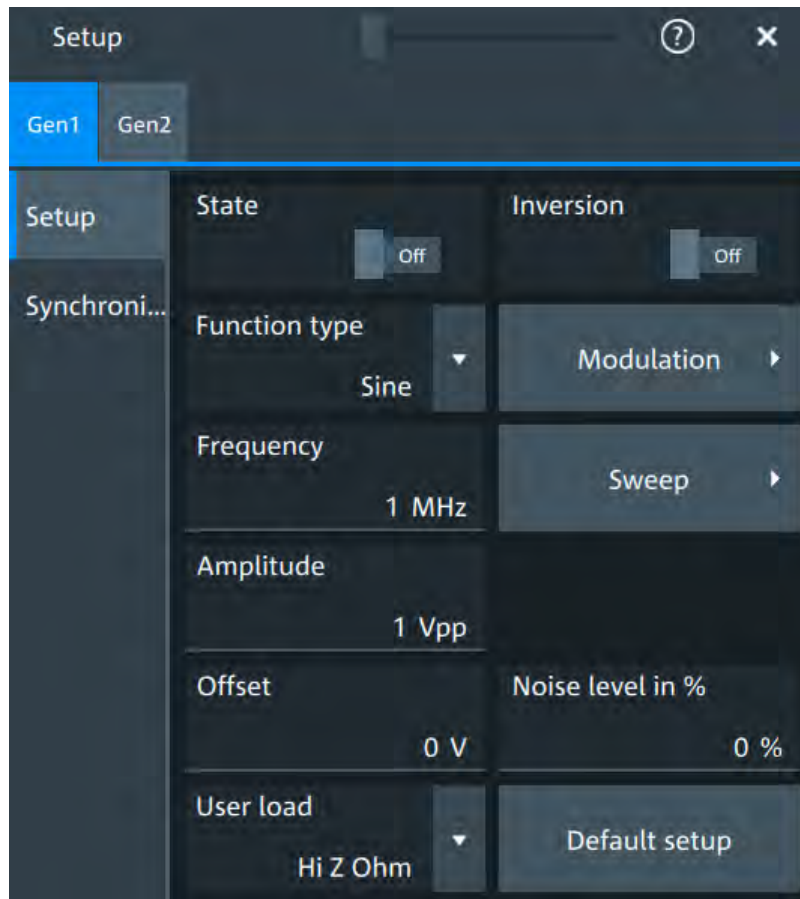 Setup
?
Gen1 Gen2
Setup
State
Off
Inversion
Off
Synchroni...
Function type
Sine
Modulation
Frequency
1 MHz
Sweep
Amplitude
1 Vpp
Offset
0 V
Noise level in %
0 %
User load
Hi Z Ohm
Default setup